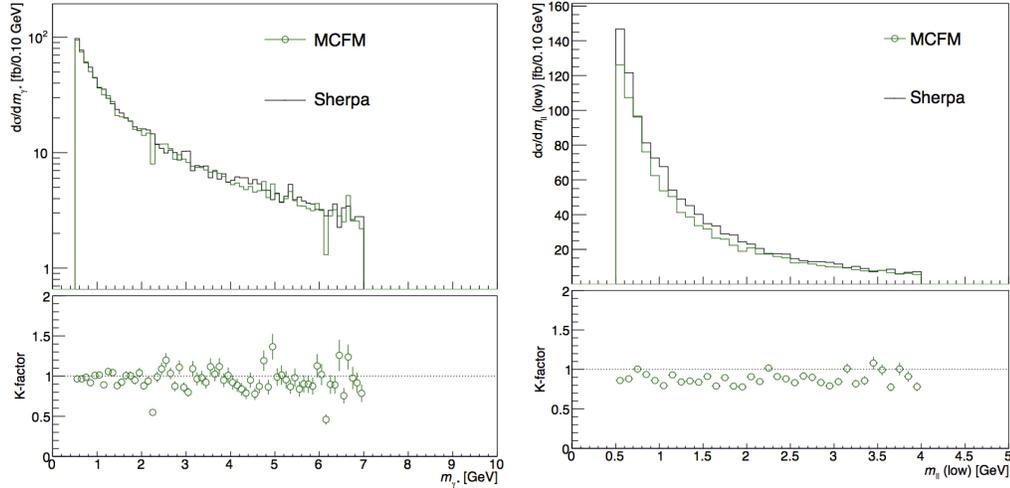 dσ/dm_γ* [fb/0.10 GeV]
10²
10
1
MCFM
Sherpa
K-factor
2
1.5
1
0.5
0
0 1 2 3 4 5 6 7 8 9 10
m_γ* [GeV]
dσ/dm_ll (low) [fb/0.10 GeV]
160
140
120
100
80
60
40
20
MCFM
Sherpa
K-factor
2
1.5
1
0.5
0
0 0.5 1 1.5 2 2.5 3 3.5 4 4.5 5
m_ll (low) [GeV]